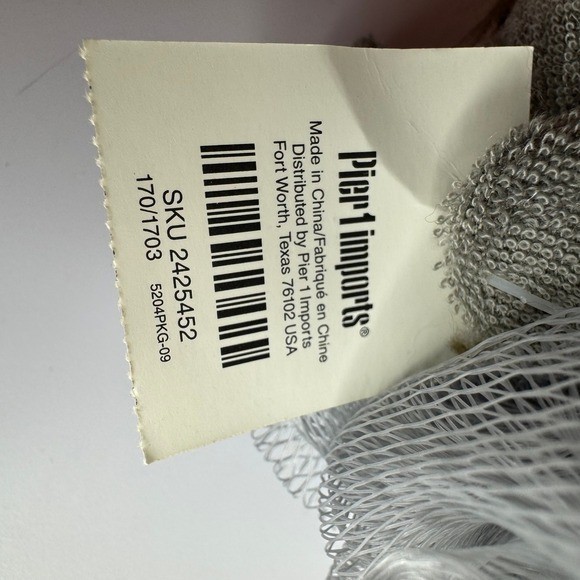 Pier 1 imports®
Made in China/Fabriqué en Chine
Distributed by Pier 1 Imports
Fort Worth, Texas 76102 USA
SKU 2425452
170/1703 5204PKG-09